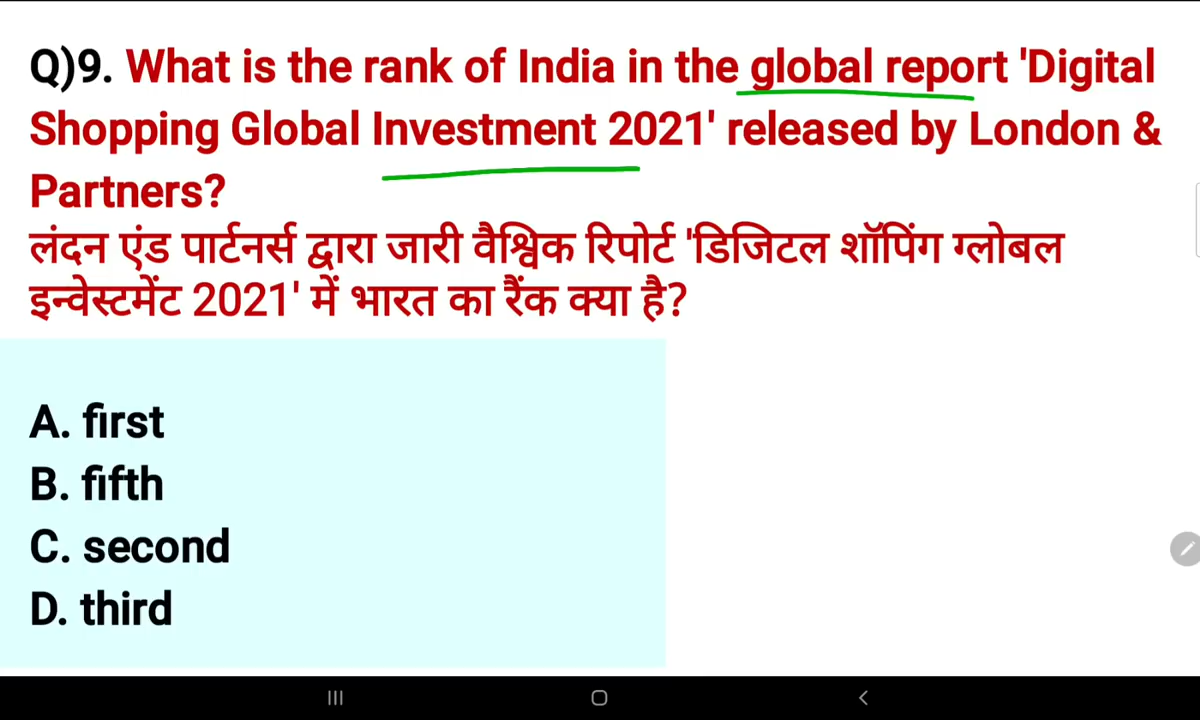 Q)9. What is the rank of India in the global report 'Digital
Shopping Global Investment 2021' released by London &
Partners?
लंदन एंड पार्टनर्स द्वारा जारी वैश्विक रिपोर्ट 'डिजिटल शॉपिंग ग्लोबल
इन्वेस्टमेंट 2021' में भारत का रैंक क्या है?
A. first
B. fifth
C. second
D. third